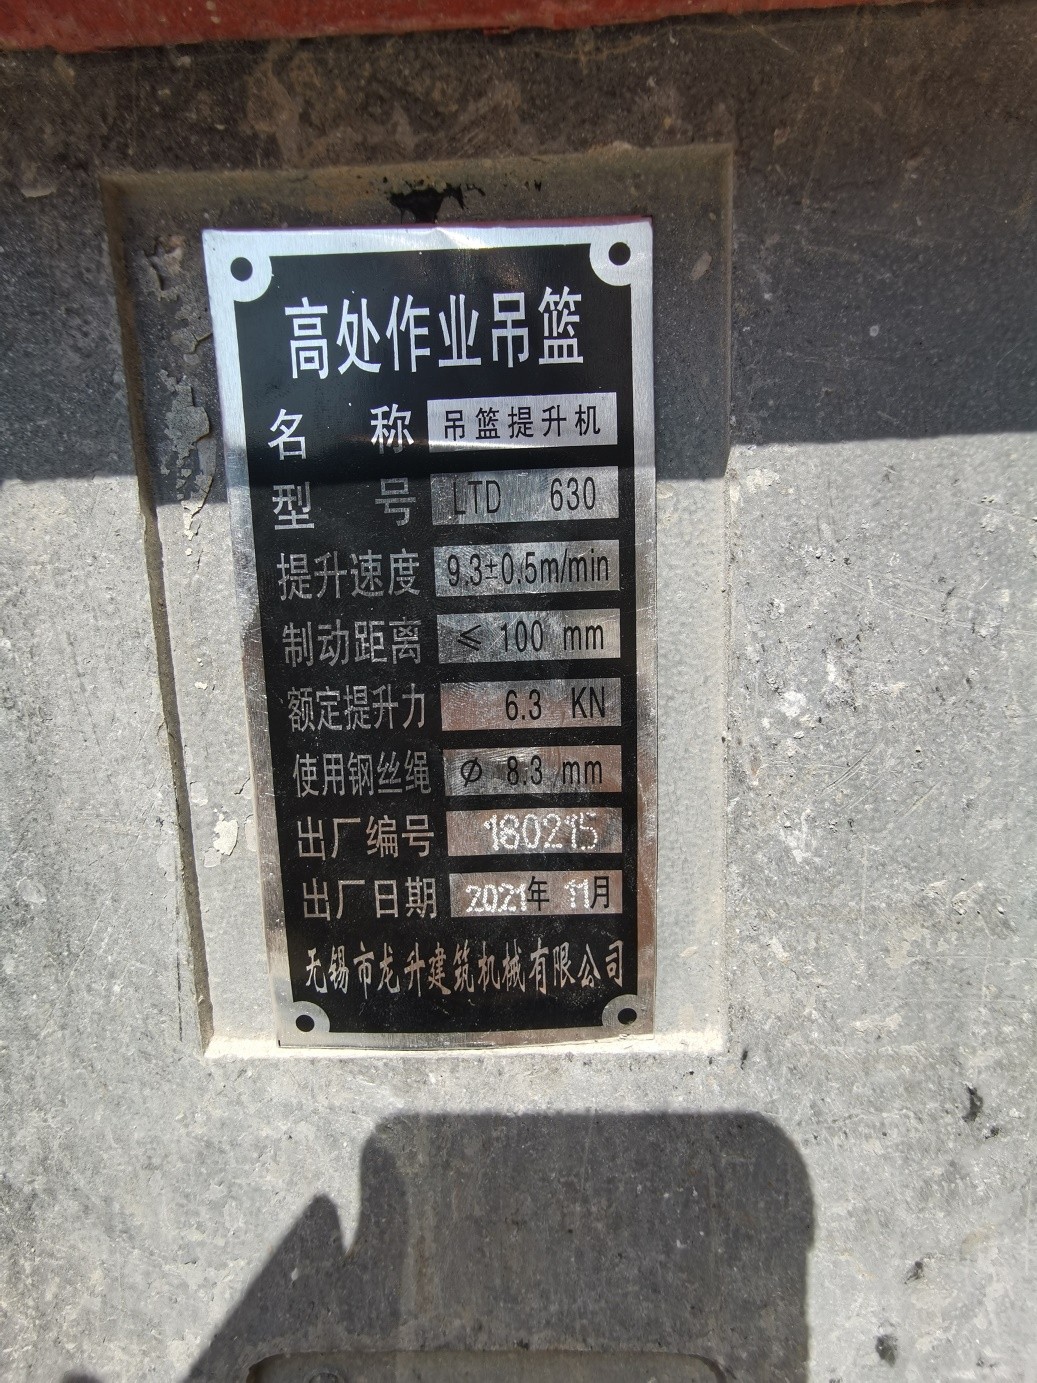 高处作业吊篮
名 称 吊篮提升机
型 号 LTD 630
提升速度 9.3±0.5m/min
制动距离 ≤ 100 mm
额定提升力 6.3 KN
使用钢丝绳 Ø 8.3 mm
出厂编号 180215
出厂日期 2021年 11月
无锡市龙升建筑机械有限公司